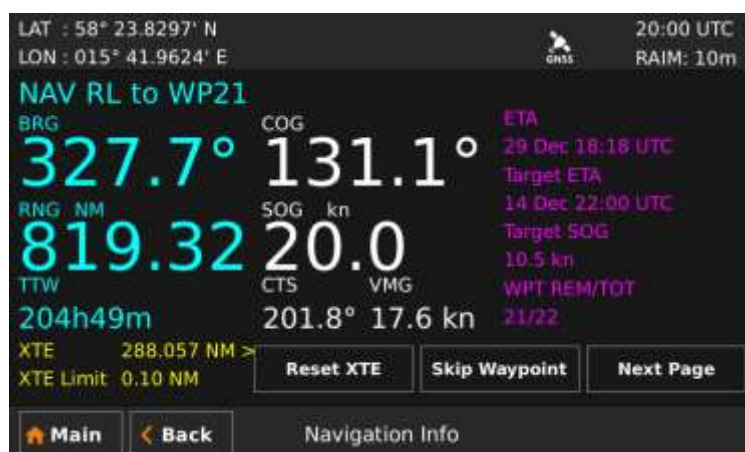 LAT : 58° 23.8297' N
LON : 015° 41.9624' E
GNSS
20:00 UTC
RAIM: 10m
NAV RL to WP21
BRG
327.7°
COG
131.1°
RNG NM
819.32
SOG kn
20.0
TTW
204h49m
CTS VMG
201.8° 17.6 kn
ETA
29 Dec 18:18 UTC
Target ETA
14 Dec 22:00 UTC
Target SOG
10.5 kn
WPT REM/TOT
21/22
XTE 288.057 NM >
XTE Limit 0.10 NM
Reset XTE
Skip Waypoint
Next Page
Main
< Back
Navigation Info